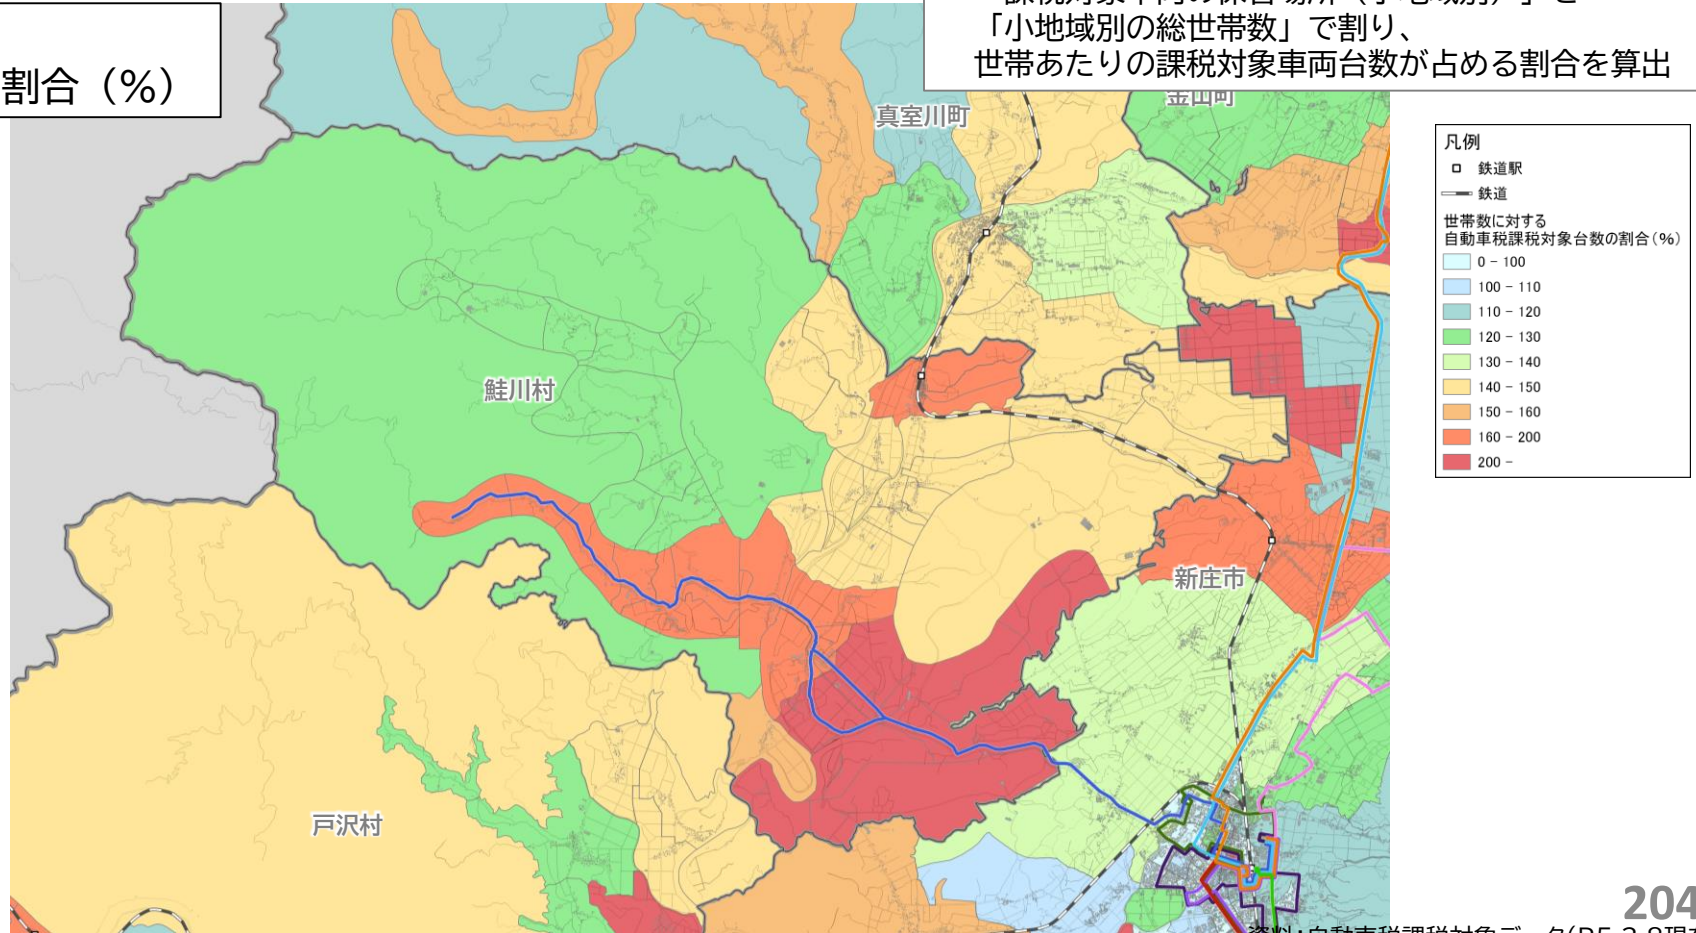 割合（%）
「小地域別の総世帯数」で割り、
世帯あたりの課税対象車両台数が占める割合を算出
真室川町
金山町
凡例
鉄道駅
鉄道
世帯数に対する
自動車税課税対象台数の割合(%)
0 - 100
100 - 110
110 - 120
120 - 130
130 - 140
140 - 150
150 - 160
160 - 200
200 -
鮭川村
新庄市
戸沢村
204